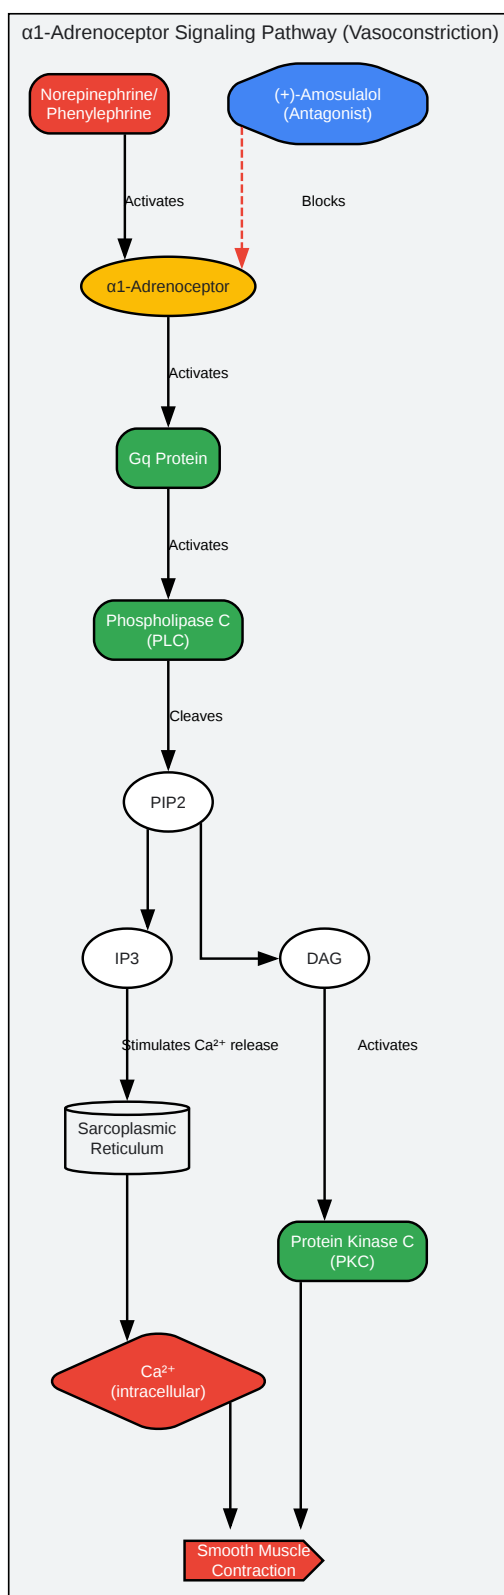 α1-Adrenoceptor Signaling Pathway (Vasoconstriction)
Norepinephrine/
Phenylephrine
(+)-Amosulalol
(Antagonist)
Activates
Blocks
α1-Adrenoceptor
Activates
Gq Protein
Activates
Phospholipase C
(PLC)
Cleaves
PIP2
IP3
DAG
Stimulates Ca²⁺ release
Activates
Sarcoplasmic
Reticulum
Protein Kinase C
(PKC)
Ca²⁺
(intracellular)
Smooth Muscle
Contraction